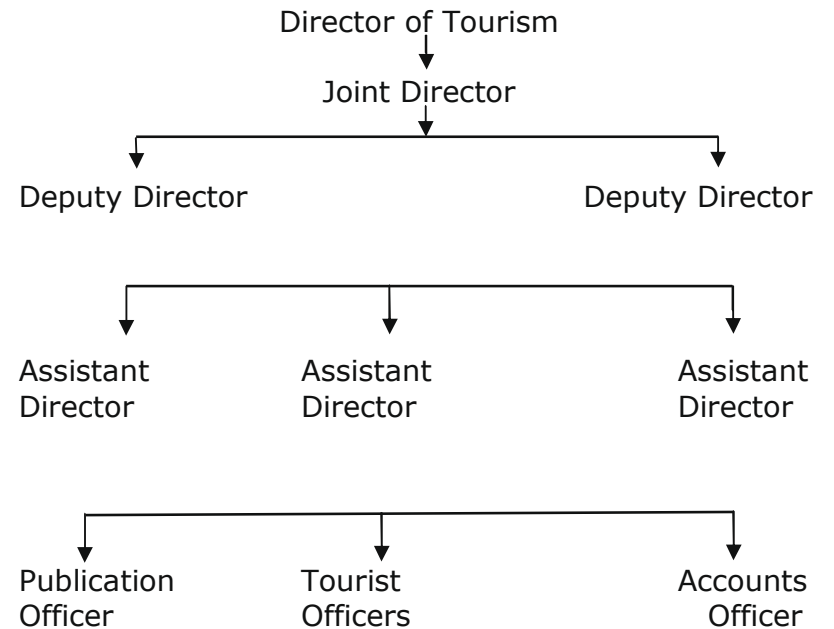 Director of Tourism
Joint Director
Deputy Director
Deputy Director
Assistant
Director
Assistant
Director
Assistant
Director
Publication
Officer
Tourist
Officers
Accounts
Officer